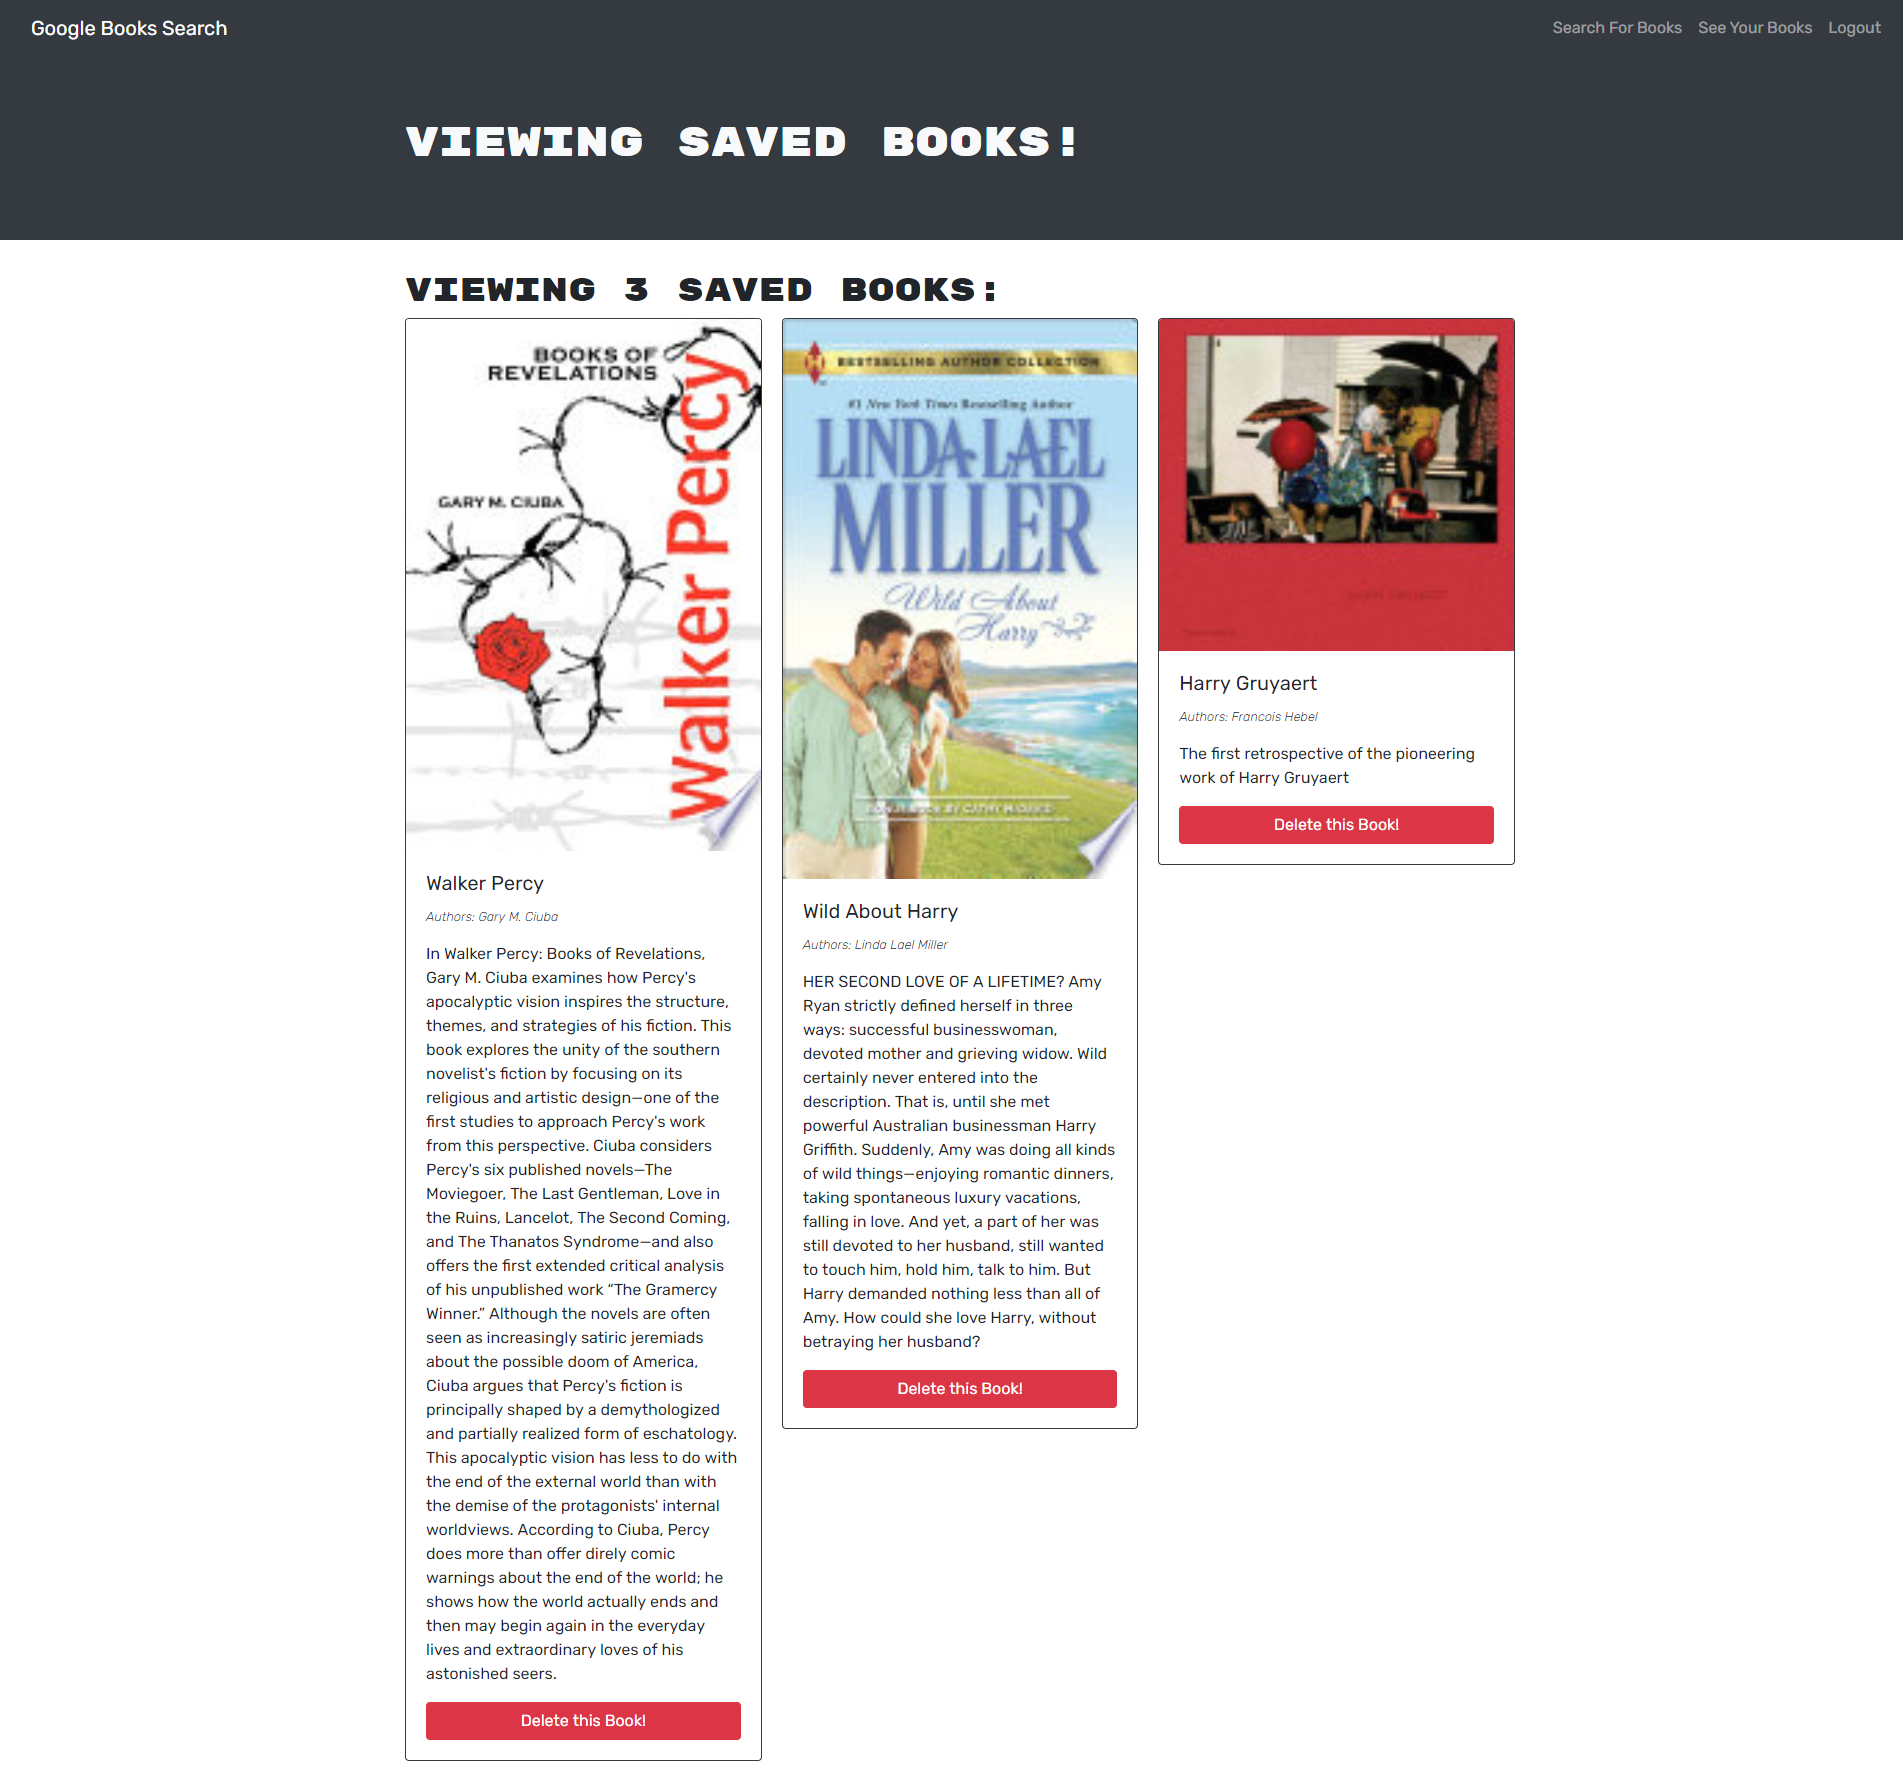 Google Books Search
Search For Books
See Your Books
Logout
VIEWING SAVED BOOKS!
VIEWING 3 SAVED BOOKS:
BOOKS OF
REVELATIONS
Walker Percy
GARY M. CIUBA
Walker Percy
Authors: Gary M. Ciuba
In Walker Percy: Books of Revelations,
Gary M. Ciuba examines how Percy's
apocalyptic vision inspires the structure,
themes, and strategies of his fiction. This
book explores the unity of the southern
novelist's fiction by focusing on its
religious and artistic design—one of the
first studies to approach Percy's work
from this perspective. Ciuba considers
Percy's six published novels—The
Moviegoer, The Last Gentleman, Love in
the Ruins, Lancelot, The Second Coming,
and The Thanatos Syndrome—and also
offers the first extended critical analysis
of his unpublished work “The Gramercy
Winner.” Although the novels are often
seen as increasingly satiric jeremiads
about the possible doom of America,
Ciuba argues that Percy's fiction is
principally shaped by a demythologized
and partially realized form of eschatology.
This apocalyptic vision has less to do with
the end of the external world than with
the demise of the protagonists' internal
worldviews. According to Ciuba, Percy
does more than offer direly comic
warnings about the end of the world; he
shows how the world actually ends and
then may begin again in the everyday
lives and extraordinary loves of his
astonished seers.
Delete this Book!
BESTSELLING AUTHOR COLLECTION
#1 New York Times Bestselling Author
LINDA LAEL
MILLER
Wild About
Harry
BONUS BOOK BY CATHY
Wild About Harry
Authors: Linda Lael Miller
HER SECOND LOVE OF A LIFETIME? Amy
Ryan strictly defined herself in three
ways: successful businesswoman,
devoted mother and grieving widow. Wild
certainly never entered into the
description. That is, until she met
powerful Australian businessman Harry
Griffith. Suddenly, Amy was doing all kinds
of wild things—enjoying romantic dinners,
taking spontaneous luxury vacations,
falling in love. And yet, a part of her was
still devoted to her husband, still wanted
to touch him, hold him, talk to him. But
Harry demanded nothing less than all of
Amy. How could she love Harry, without
betraying her husband?
Delete this Book!
Harry Gruyaert
Authors: Francois Hebel
The first retrospective of the pioneering
work of Harry Gruyaert
Delete this Book!